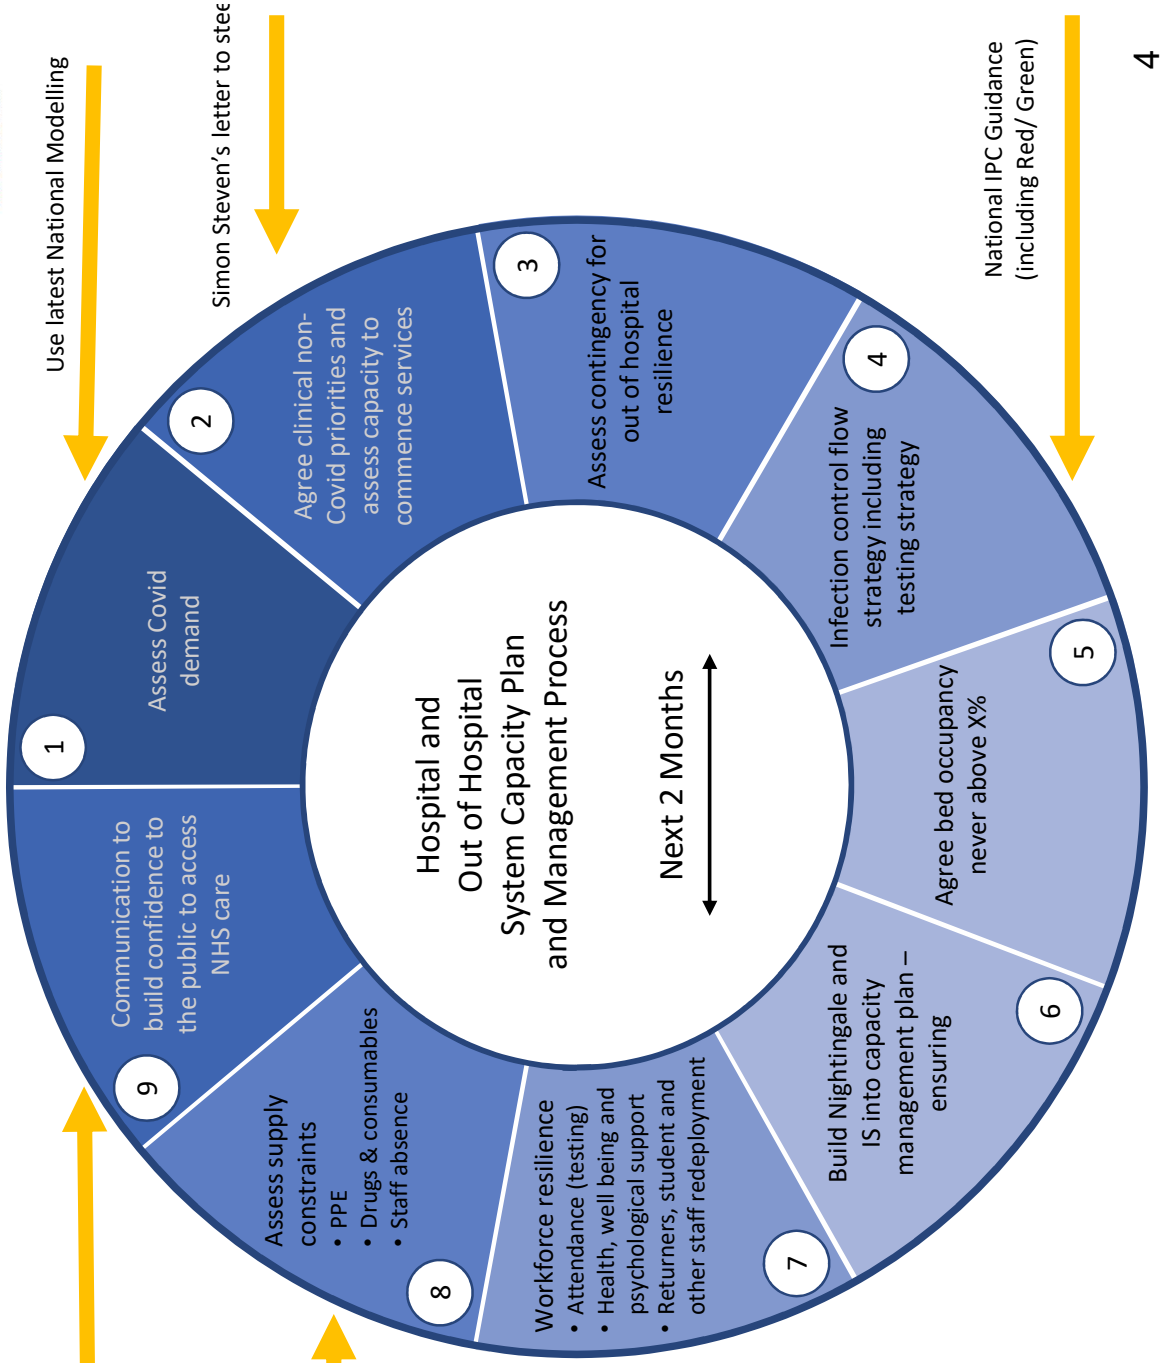 Use latest National Modelling
Simon Steven's letter to stee
National IPC Guidance
(including Red/ Green)
Hospital and
Out of Hospital
System Capacity Plan
and Management Process
Next 2 Months
1
Assess Covid
demand
2
Agree clinical non-
Covid priorities and
assess capacity to
commence services
3
Assess contingency for
out of hospital
resilience
4
Infection control flow
strategy including
testing strategy
5
Agree bed occupancy
never above X%
6
Build Nightingale and
IS into capacity
management plan –
ensuring
7
Workforce resilience
• Attendance (testing)
• Health, well being and
psychological support
• Returners, student and
other staff redeployment
8
Assess supply
constraints
• PPE
• Drugs & consumables
• Staff absence
9
Communication to
build confidence to
the public to access
NHS care
4